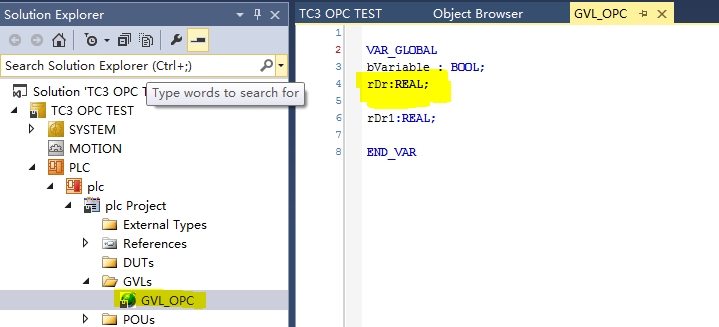 Solution Explorer
Search Solution Explorer (Ctrl+;)
Solution 'TC3 OPC T
Type words to search for
TC3 OPC TEST
SYSTEM
MOTION
PLC
plc
plc Project
External Types
References
DUTs
GVLs
GVL_OPC
POUs
TC3 OPC TEST
Object Browser
GVL_OPC
1
2 VAR_GLOBAL
3 bVariable : BOOL;
4 rDr:REAL;
5
6 rDr1:REAL;
7
8 END_VAR